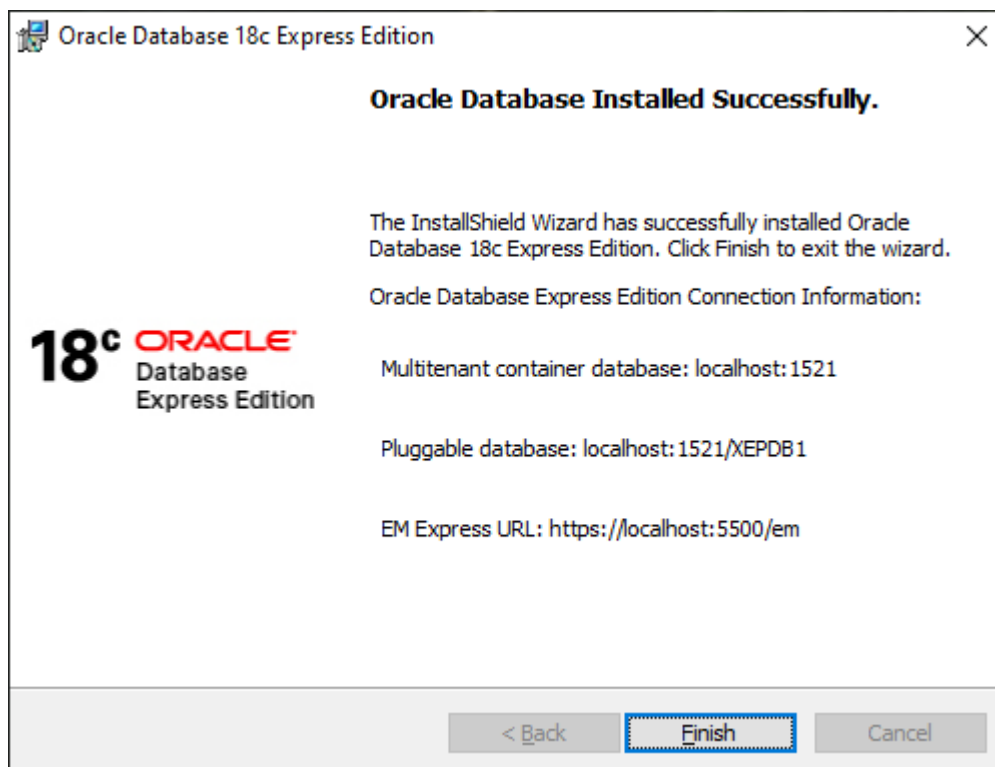 Oracle Database 18c Express Edition
Oracle Database Installed Successfully.
The InstallShield Wizard has successfully installed Oracle
Database 18c Express Edition. Click Finish to exit the wizard.
Oracle Database Express Edition Connection Information:
18c ORACLE
Database
Express Edition
Multitenant container database: localhost:1521
Pluggable database: localhost:1521/XEPDB1
EM Express URL: https://localhost:5500/em
< Back Finish Cancel